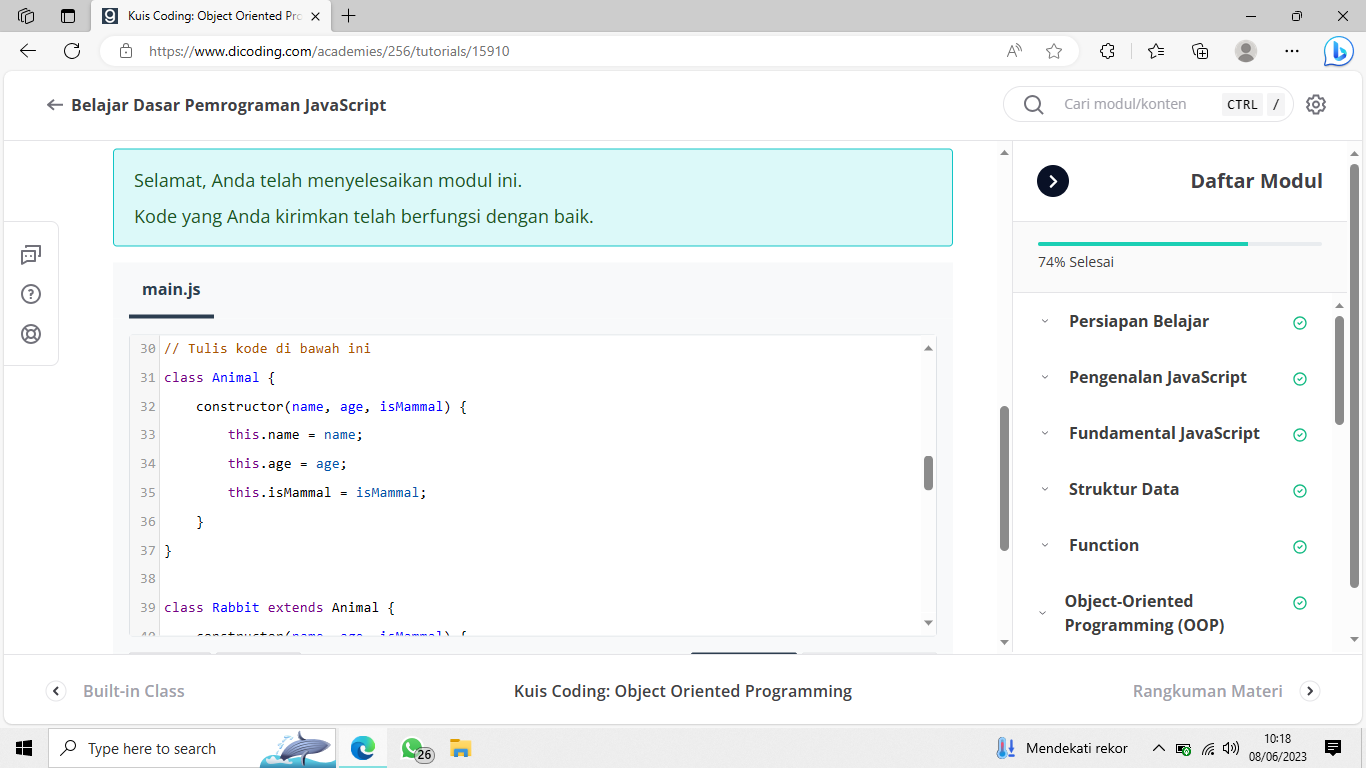 Kuis Coding: Object Oriented Pro
https://www.dicoding.com/academies/256/tutorials/15910
Belajar Dasar Pemrograman JavaScript
Cari modul/konten CTRL /
Selamat, Anda telah menyelesaikan modul ini.
Kode yang Anda kirimkan telah berfungsi dengan baik.
main.js
30 // Tulis kode di bawah ini
31 class Animal {
32 constructor(name, age, isMammal) {
33 this.name = name;
34 this.age = age;
35 this.isMammal = isMammal;
36 }
37 }
38
39 class Rabbit extends Animal {
40 constructor(name, age, isMammal) {
Daftar Modul
74% Selesai
Persiapan Belajar
Pengenalan JavaScript
Fundamental JavaScript
Struktur Data
Function
Object-Oriented
Programming (OOP)
Built-in Class
Kuis Coding: Object Oriented Programming
Rangkuman Materi
Type here to search
26
Mendekati rekor
10:18
08/06/2023